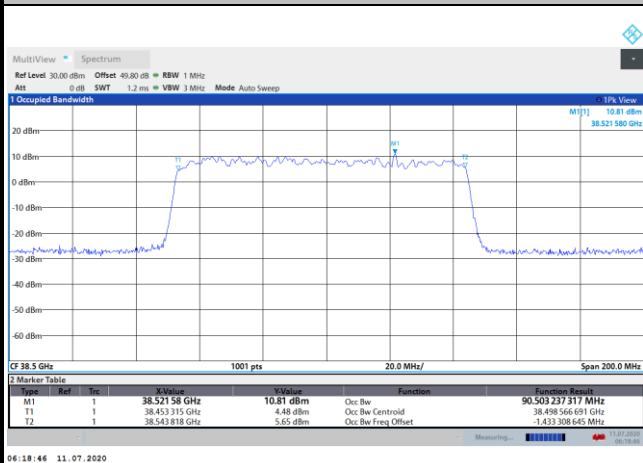 MultiView Spectrum
Ref Level 30.00 dBm Offset 49.80 dB RBW 1 MHz
Att 0 dB SWT 1.2 ms VBW 3 MHz Mode Auto Sweep
1 Occupied Bandwidth 1Pk View
M1[1] 10.81 dBm
38.521 580 GHz
20 dBm
M1
10 dBm
T1
T2
0 dBm
-10 dBm
-20 dBm
-30 dBm
-50 dBm
-60 dBm
CF 38.5 GHz 1001 pts 20.0 MHz/ Span 200.0 MHz
2 Marker Table
Type Ref Trc X-Value Y-Value Function Function Result
M1 1 38.52158 GHz 10.81 dBm Occ Bw 90.503 237 317 MHz
T1 1 38.453 315 GHz 4.48 dBm Occ Bw Centroid 38.498 566 691 GHz
T2 1 38.543 818 GHz 5.65 dBm Occ Bw Freq Offset -1.433 308 645 MHz
Measuring... 11.07.2020
06:18:46
06:18:46 11.07.2020